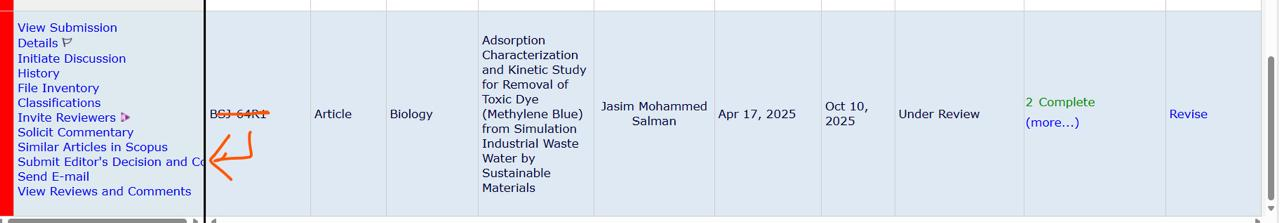 View Submission
Details
Initiate Discussion
History
File Inventory
Classifications
Invite Reviewers
Solicit Commentary
Similar Articles in Scopus
Submit Editor's Decision and Co
Send E-mail
View Reviews and Comments
BSJ-64R1
Article
Biology
Adsorption
Characterization
and Kinetic Study
for Removal of
Toxic Dye
(Methylene Blue)
from Simulation
Industrial Waste
Water by
Sustainable
Materials
Jasim Mohammed
Salman
Apr 17, 2025
Oct 10,
2025
Under Review
2 Complete
(more...)
Revise